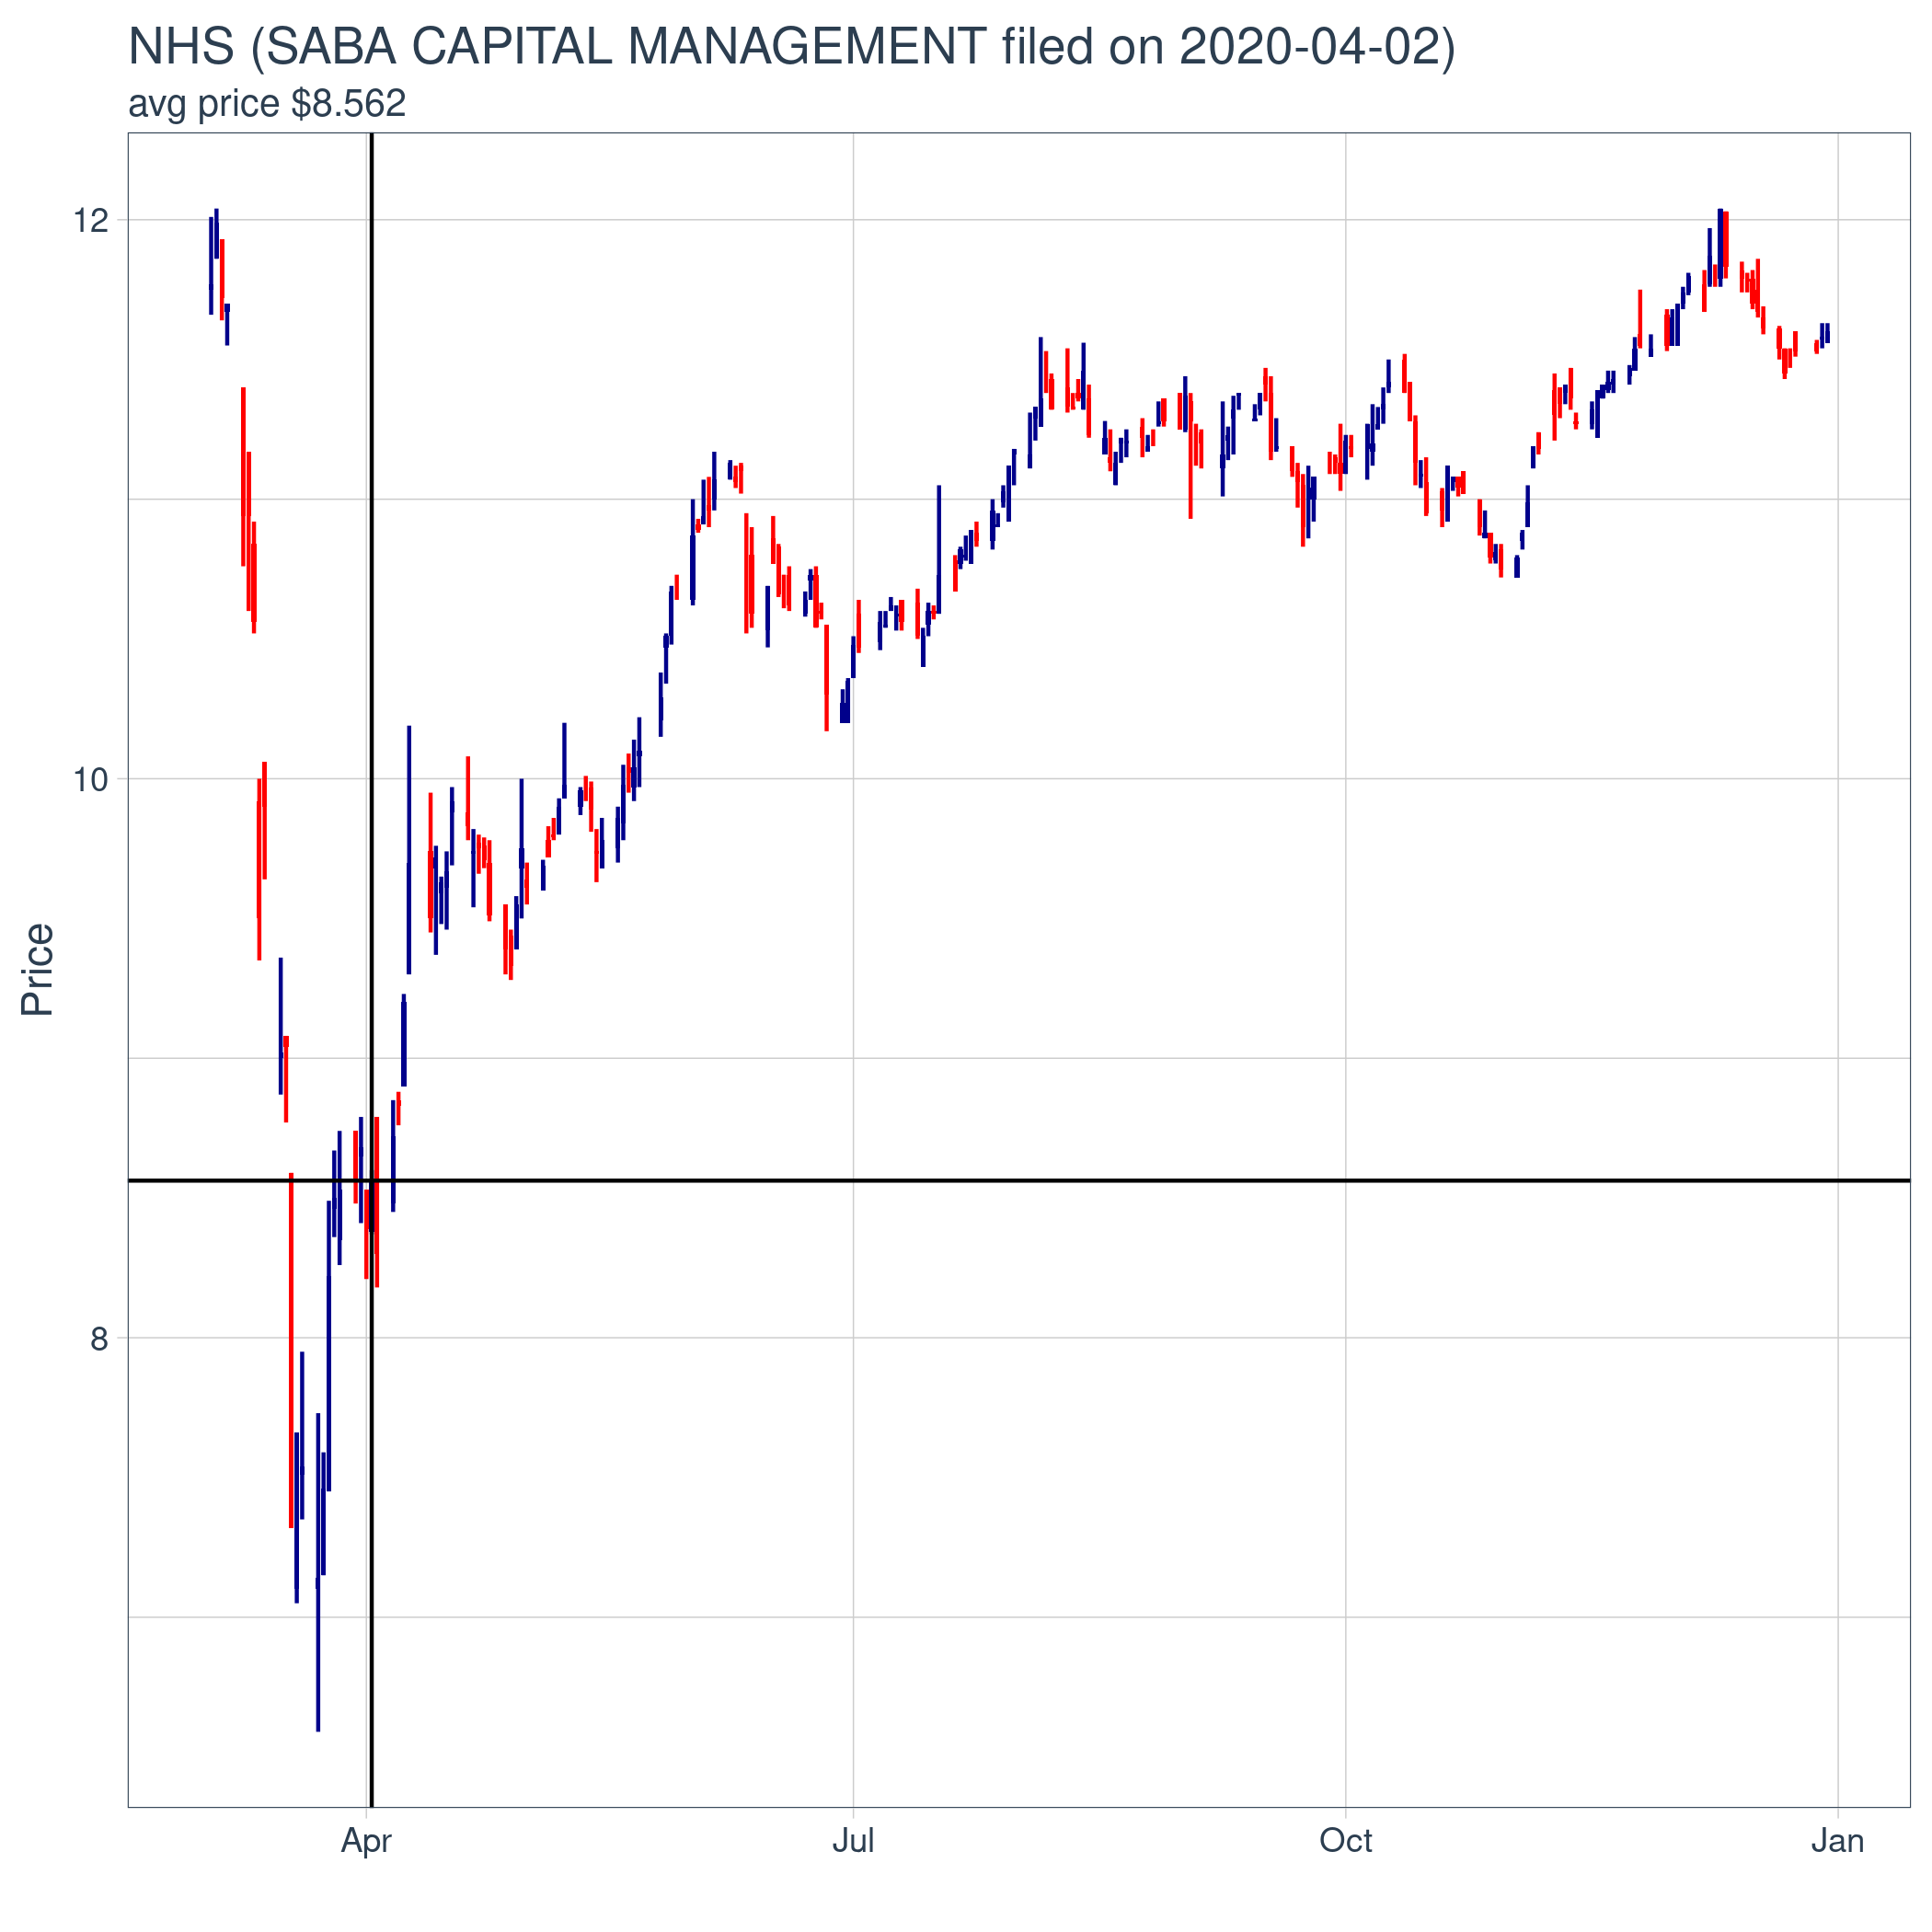 NHS (SABA CAPITAL MANAGEMENT filed on 2020-04-02)
avg price $8.562
12
10
8
Price
Apr
Jul
Oct
Jan